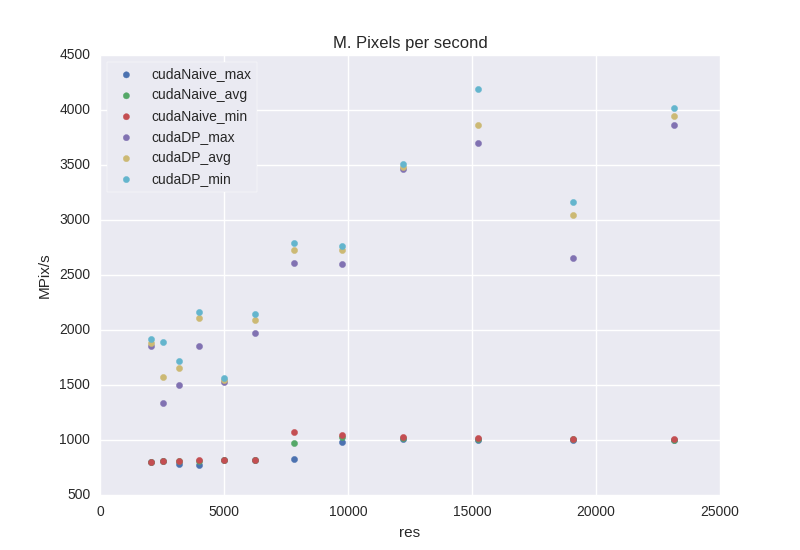 M. Pixels per second
4500
4000
3500
3000
2500
2000
1500
1000
500
MPix/s
cudaNaive_max
cudaNaive_avg
cudaNaive_min
cudaDP_max
cudaDP_avg
cudaDP_min
0 5000 10000 15000 20000 25000
res